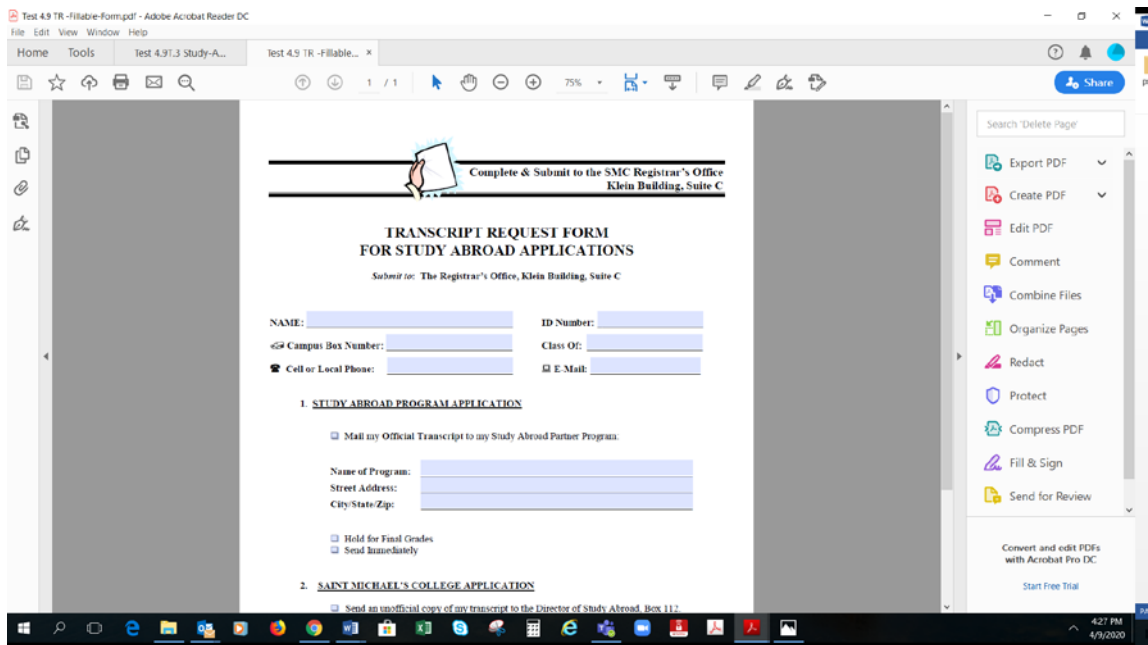 Test 4.9 TR -Fillable-Form.pdf - Adobe Acrobat Reader DC
File Edit View Window Help
Home Tools Test 4.9T.3 Study-A... Test 4.9 TR -Fillable... ×
1 / 1 75% Share
Search 'Delete Page'
Export PDF
Create PDF
Edit PDF
Comment
Combine Files
Organize Pages
Redact
Protect
Compress PDF
Fill & Sign
Send for Review
Convert and edit PDFs
with Acrobat Pro DC
Start Free Trial
Complete & Submit to the SMC Registrar's Office
Klein Building, Suite C
TRANSCRIPT REQUEST FORM
FOR STUDY ABROAD APPLICATIONS
Submit to: The Registrar's Office, Klein Building, Suite C
NAME: ID Number:
Campus Box Number: Class Of:
Cell or Local Phone: E-Mail:
1. STUDY ABROAD PROGRAM APPLICATION
Mail my Official Transcript to my Study Abroad Partner Program:
Name of Program:
Street Address:
City/State/Zip:
Hold for Final Grades
Send Immediately
2. SAINT MICHAEL'S COLLEGE APPLICATION
Send an unofficial copy of my transcript to the Director of Study Abroad, Box 112.
4:27 PM
4/9/2020